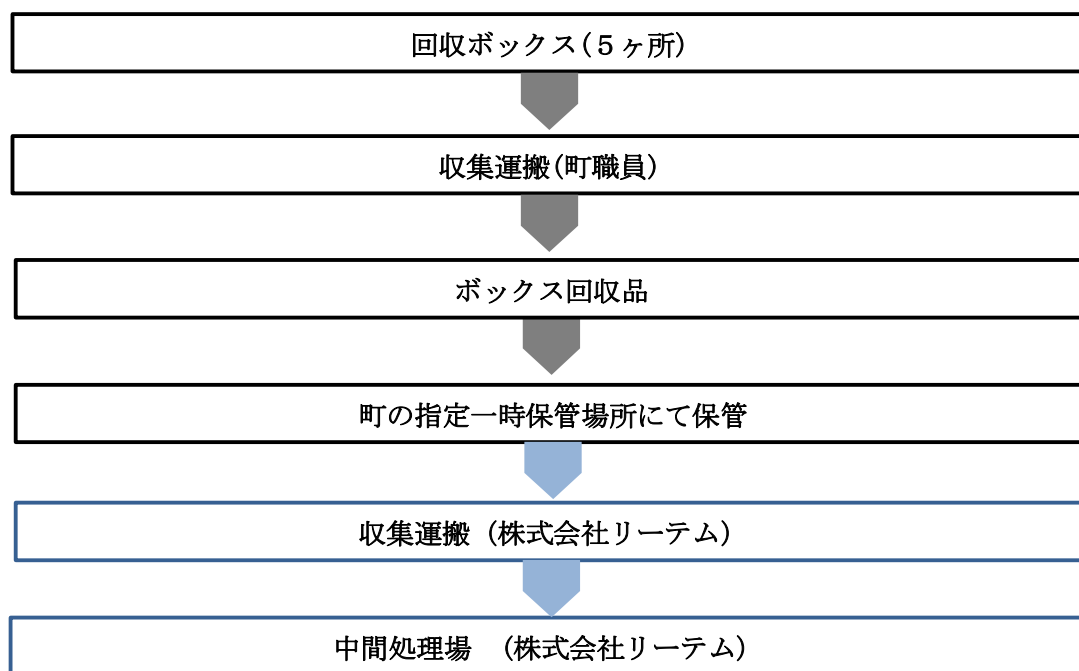 回収ボックス(５ヶ所)
収集運搬(町職員)
ボックス回収品
町の指定一時保管場所にて保管
収集運搬（株式会社リーテム）
中間処理場　（株式会社リーテム）